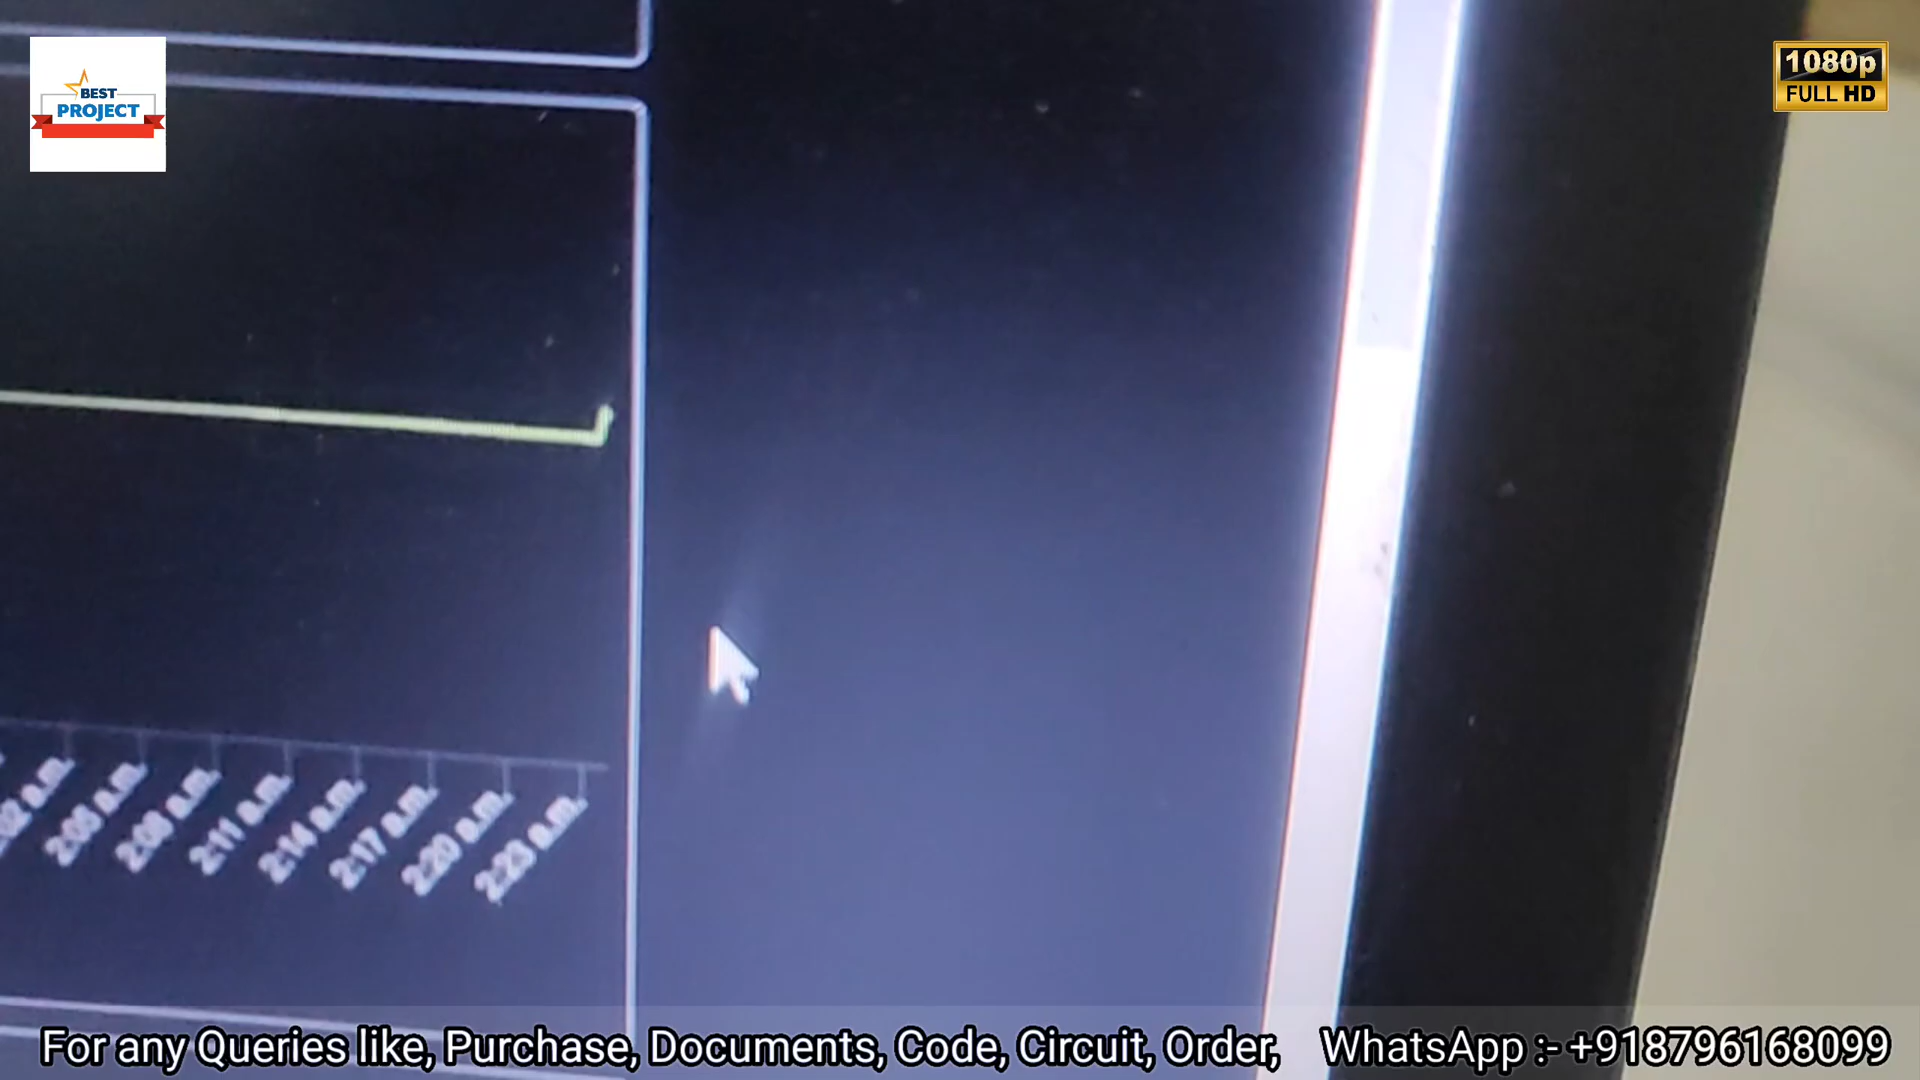 BEST
PROJECT
1080p
FULL HD
2:05 a.m.
2:08 a.m.
2:11 a.m.
2:14 a.m.
2:17 a.m.
2:20 a.m.
2:23 a.m.
For any Queries like, Purchase, Documents, Code, Circuit, Order, WhatsApp :- +918796168099